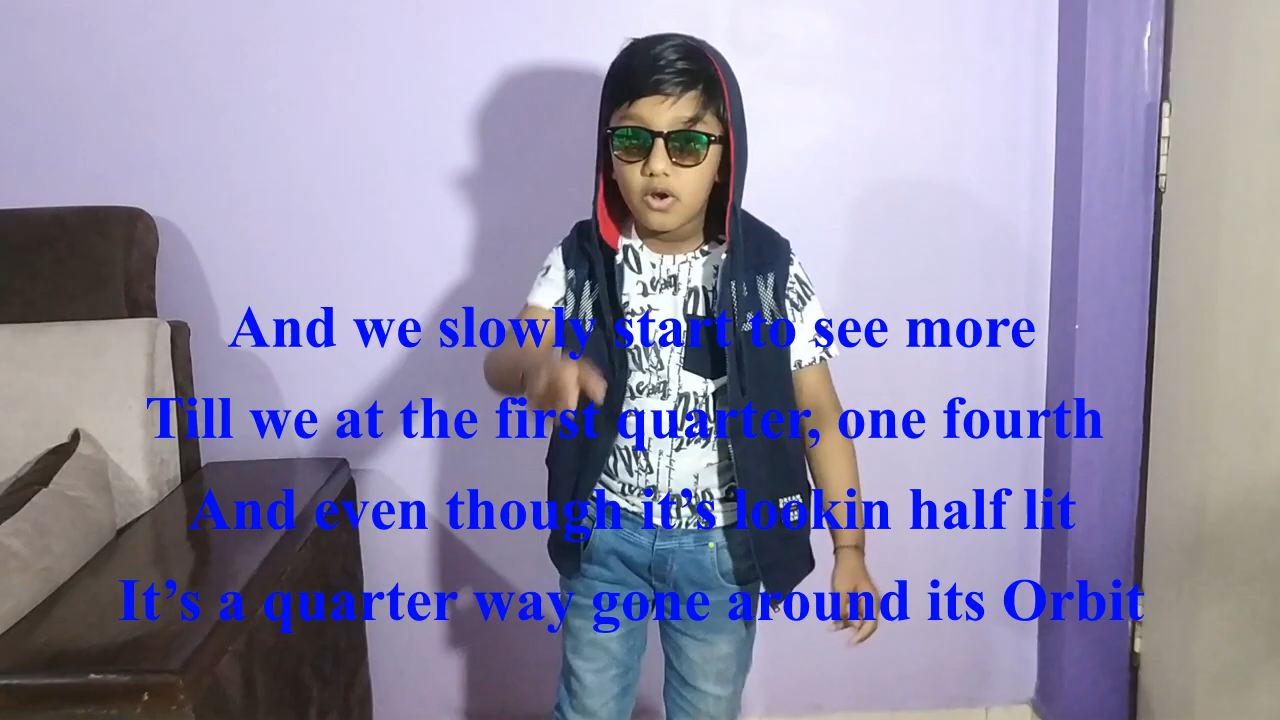 And we slowly start to see more
Till we at the first quarter, one fourth
And even though it’s lookin half lit
It’s a quarter way gone around its Orbit